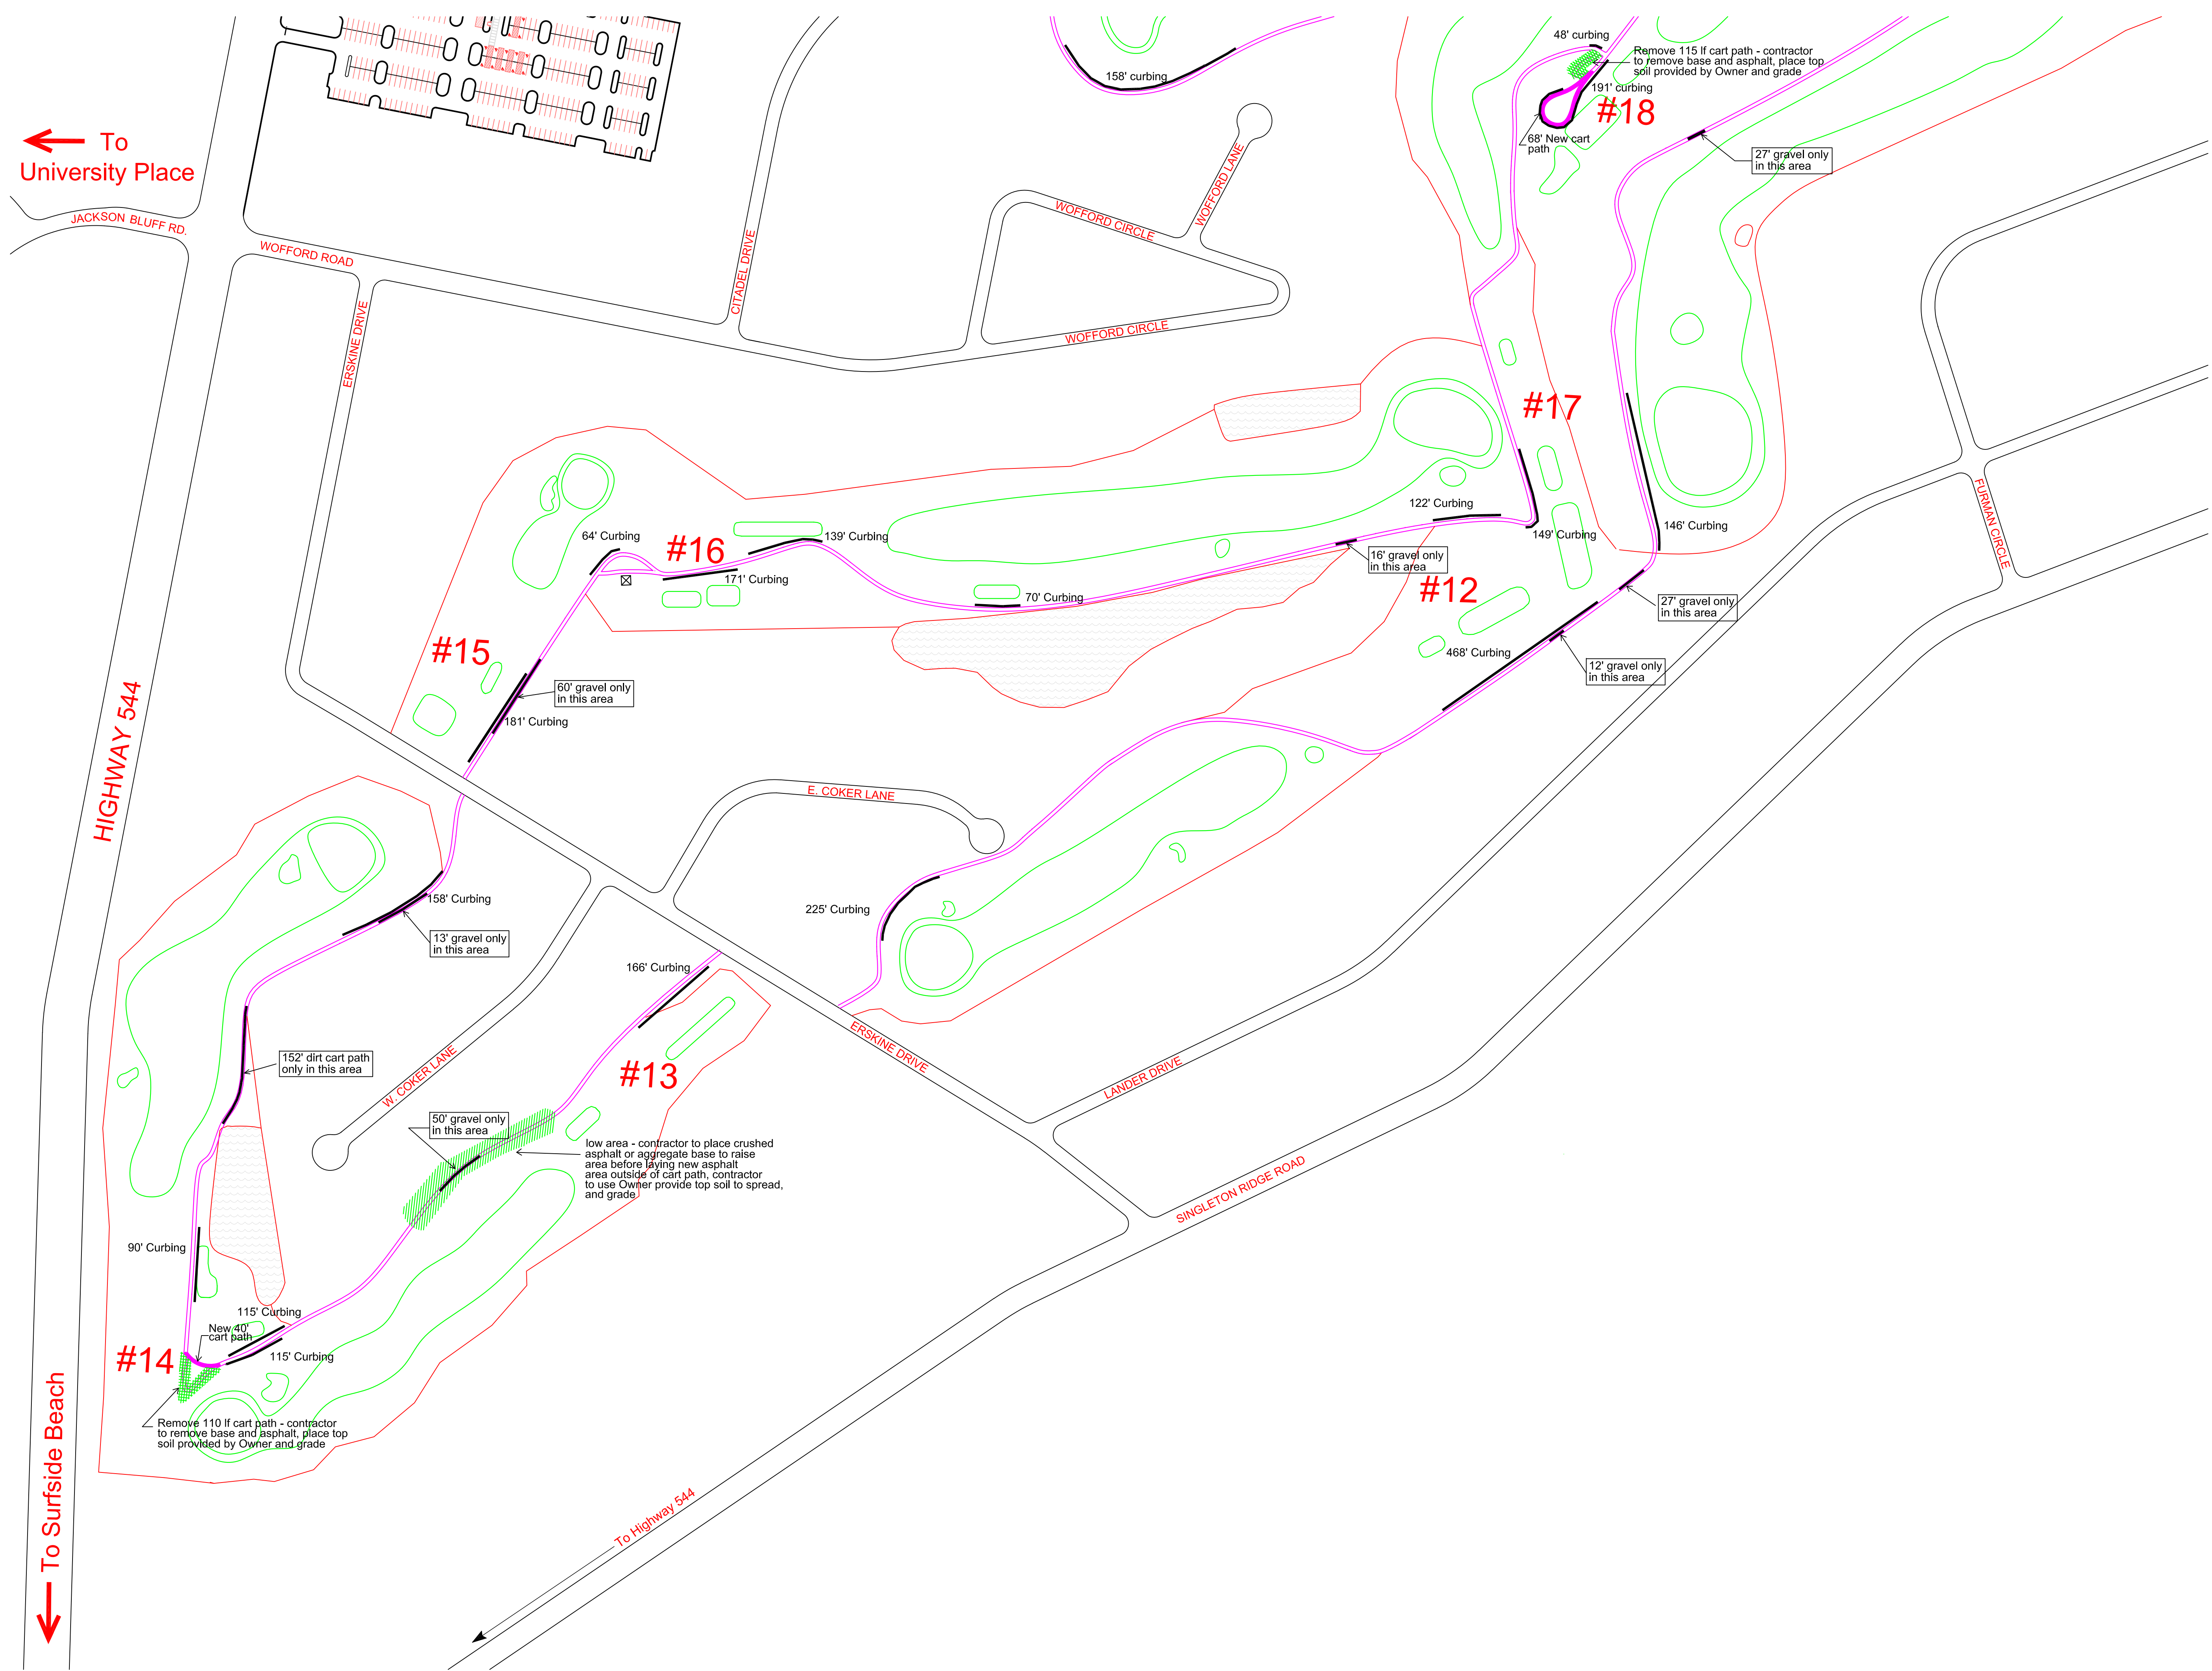 48' curbing
Remove 115 lf cart path - contractor
to remove base and asphalt, place top
soil provided by Owner and grade
158' curbing
191' curbing
#18
68' New cart
path
27' gravel only
in this area
To
University Place
JACKSON BLUFF RD.
WOFFORD ROAD
ERSKINE DRIVE
CITADEL DRIVE
WOFFORD CIRCLE
WOFFORD LANE
WOFFORD CIRCLE
#17
122' Curbing
149' Curbing
146' Curbing
FURMAN CIRCLE
64' Curbing
#16
139' Curbing
171' Curbing
16' gravel only
in this area
#12
70' Curbing
27' gravel only
in this area
468' Curbing
12' gravel only
in this area
#15
60' gravel only
in this area
181' Curbing
HIGHWAY 544
E. COKER LANE
158' Curbing
13' gravel only
in this area
225' Curbing
166' Curbing
ERSKINE DRIVE
152' dirt cart path
only in this area
W. COKER LANE
#13
LANDER DRIVE
50' gravel only
in this area
low area - contractor to place crushed
asphalt or aggregate base to raise
area before laying new asphalt
area outside of cart path, contractor
to use Owner provide top soil to spread,
and grade
SINGLETON RIDGE ROAD
90' Curbing
115' Curbing
New 40'
cart path
#14
115' Curbing
Remove 110 lf cart path - contractor
to remove base and asphalt, place top
soil provided by Owner and grade
To Surfside Beach
To Highway 544